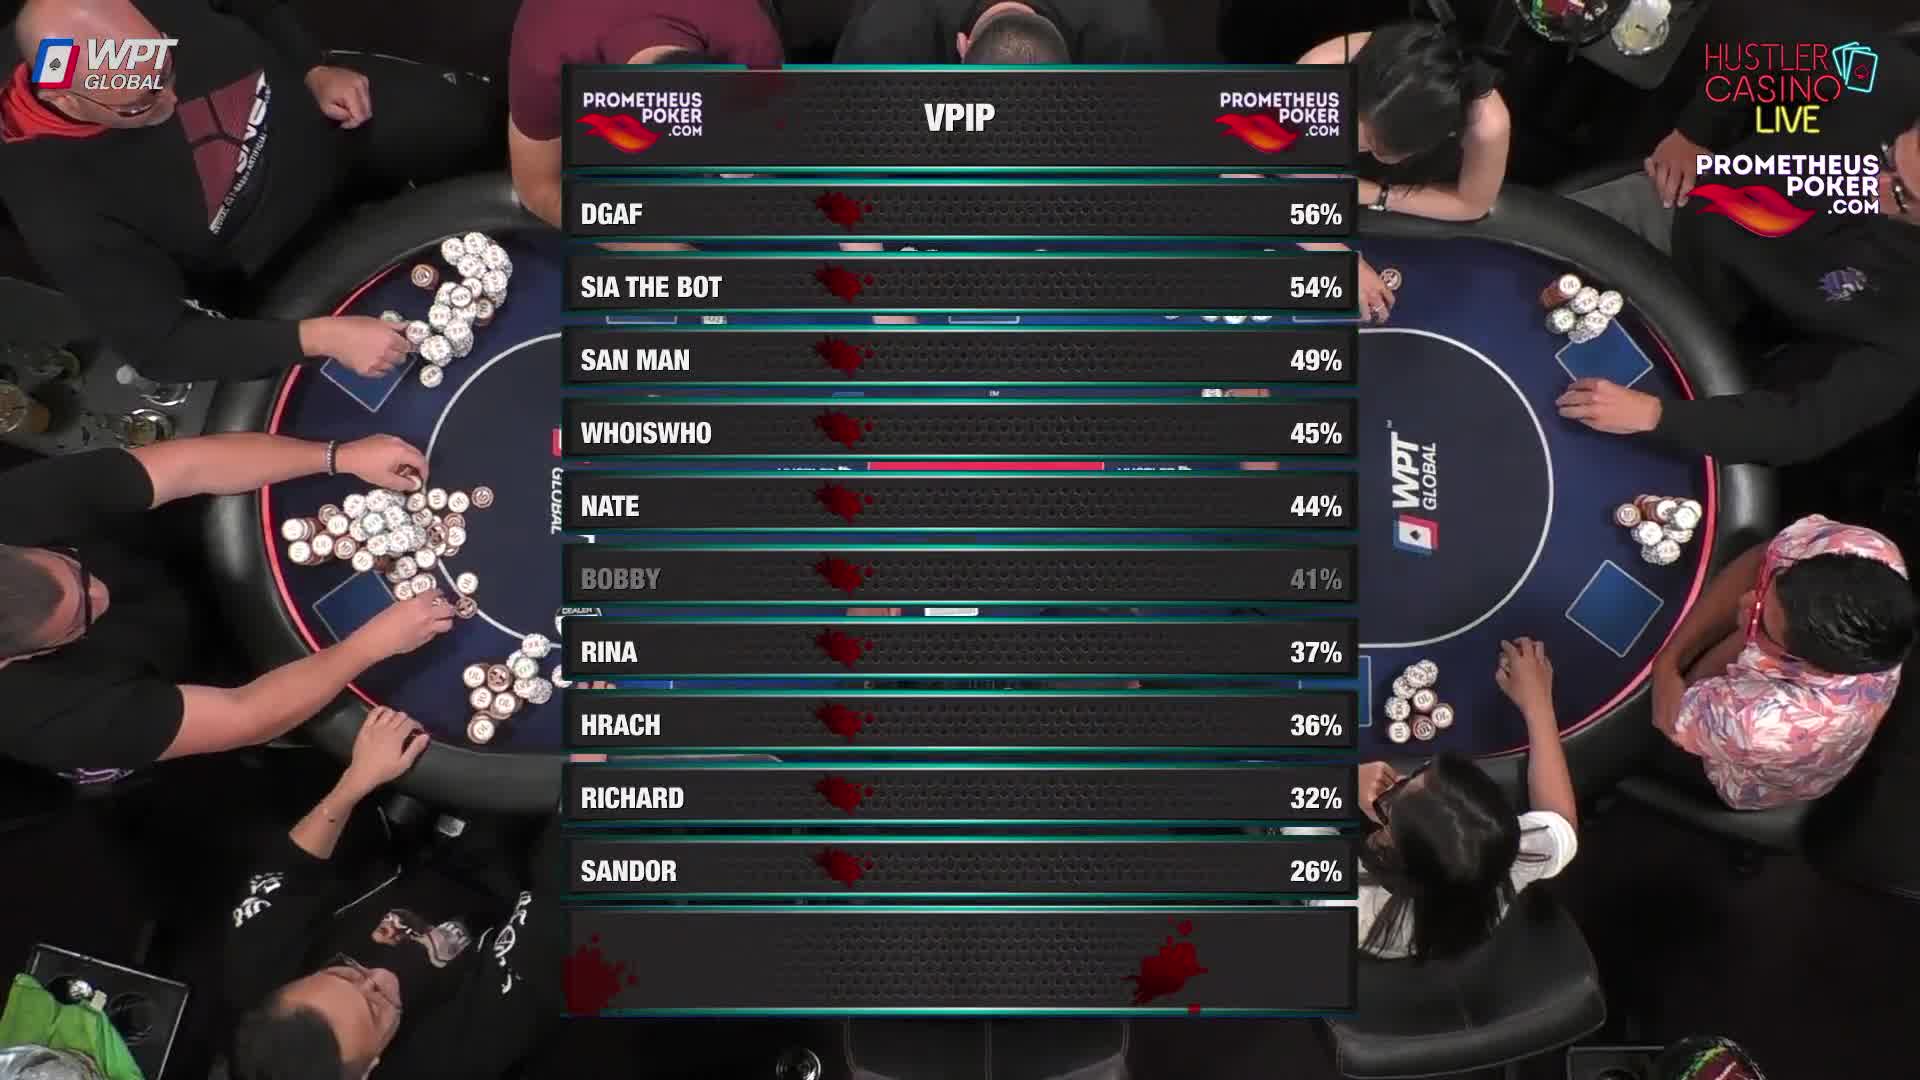 WPT
GLOBAL
HUSTLER
CASINO
LIVE
PROMETHEUS
POKER
.COM
PROMETHEUS
POKER
.COM
VPIP
PROMETHEUS
POKER
.COM
DGAF 56%
SIA THE BOT 54%
SAN MAN 49%
WHOISWHO 45%
NATE 44%
BOBBY 41%
RINA 37%
HRACH 36%
RICHARD 32%
SANDOR 26%
WPT
GLOBAL
GLOBAL
DEALER